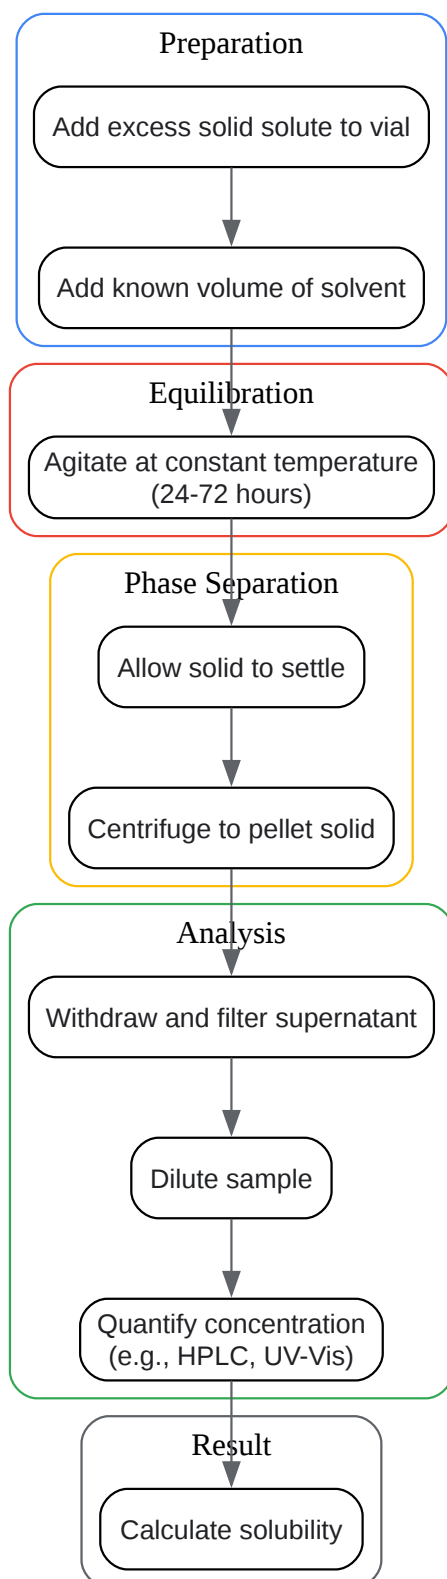 Preparation
Add excess solid solute to vial
Add known volume of solvent
Equilibration
Agitate at constant temperature
(24-72 hours)
Phase Separation
Allow solid to settle
Centrifuge to pellet solid
Analysis
Withdraw and filter supernatant
Dilute sample
Quantify concentration
(e.g., HPLC, UV-Vis)
Result
Calculate solubility